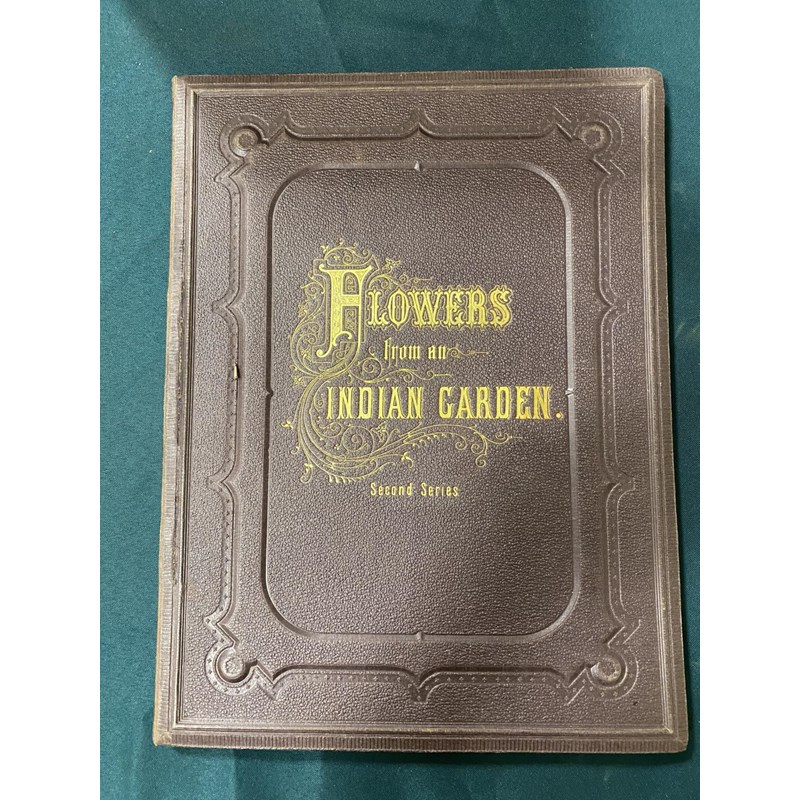 FLOWERS
from an
INDIAN GARDEN.
Second Series